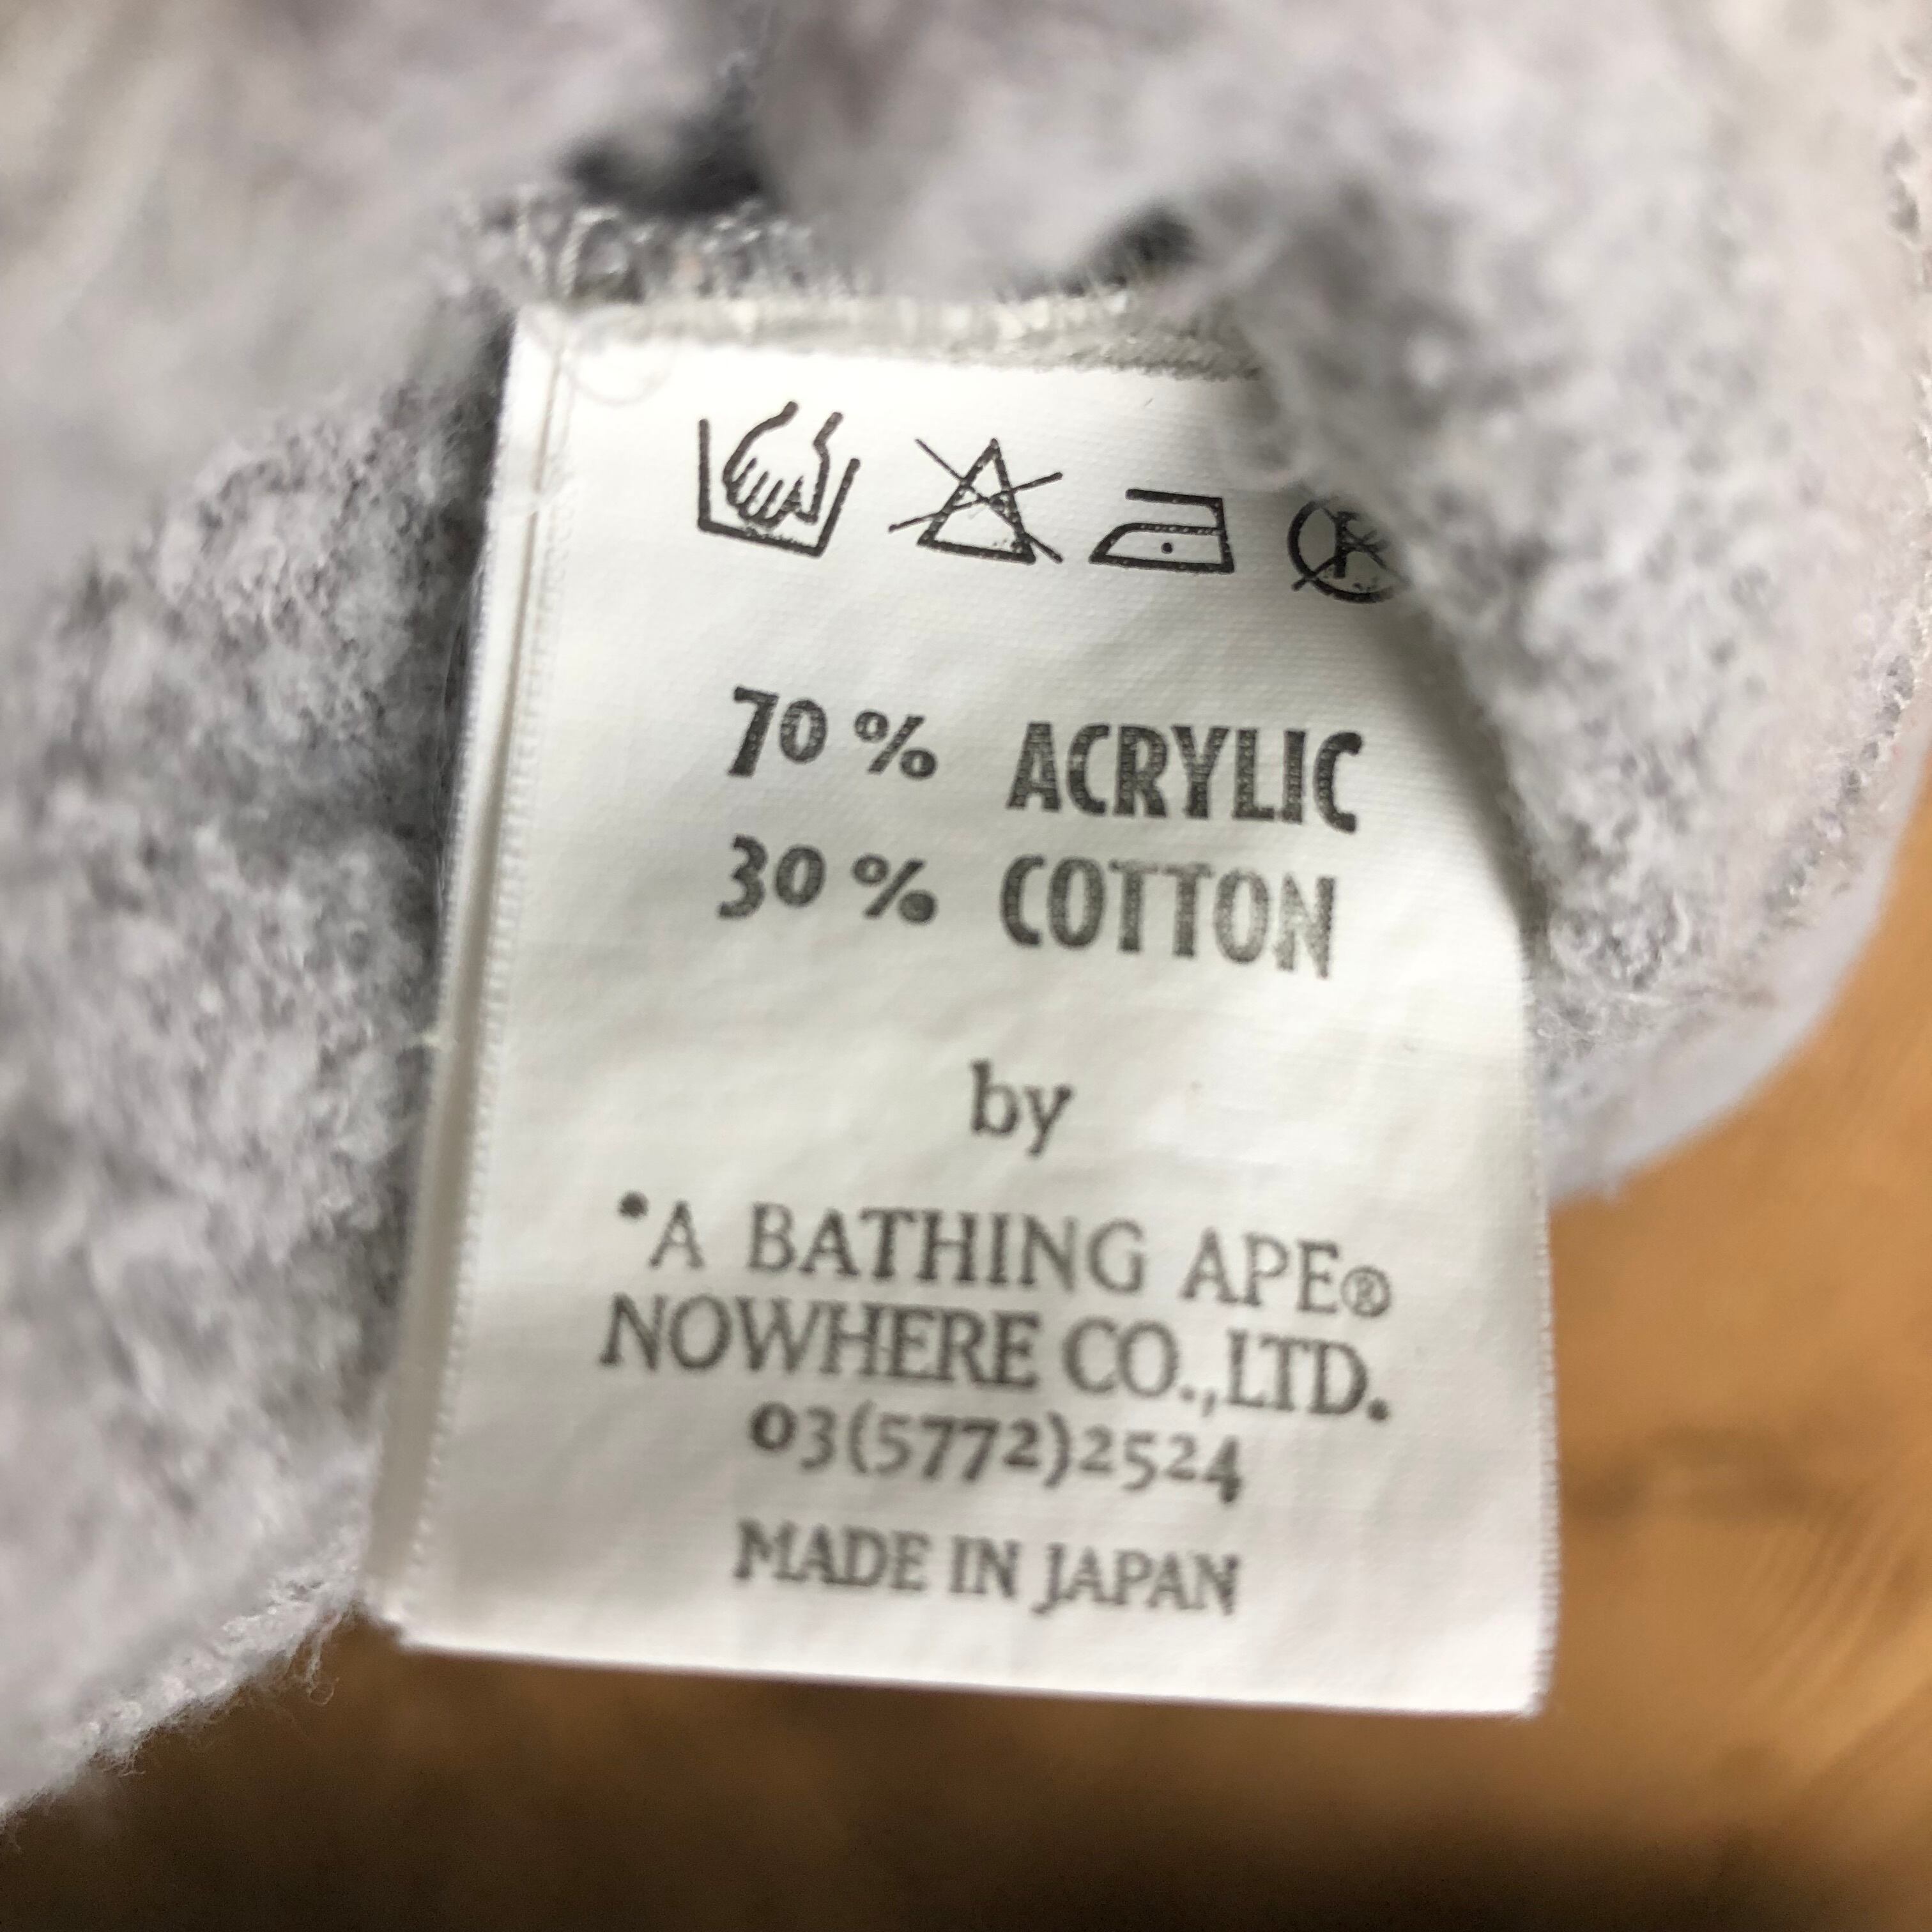 70% ACRYLIC
30% COTTON
by
*A BATHING APE®
NOWHERE CO.,LTD.
03(5772)2524
MADE IN JAPAN